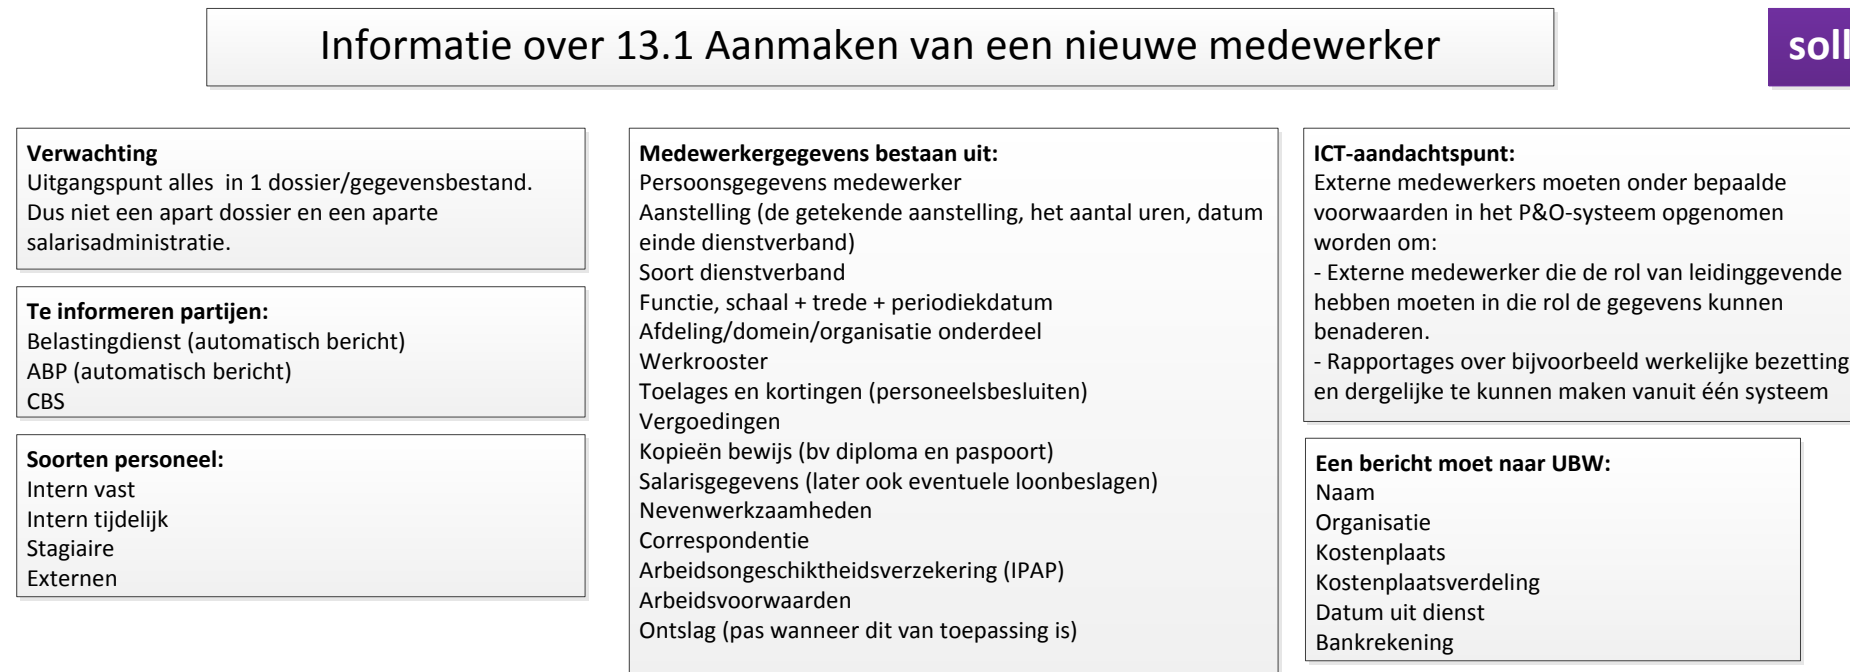 Informatie over 13.1 Aanmaken van een nieuwe medewerker
soll
Verwachting
Uitgangspunt alles  in 1 dossier/gegevensbestand.
Dus niet een apart dossier en een aparte
salarisadministratie.
Te informeren partijen:
Belastingdienst (automatisch bericht)
ABP (automatisch bericht)
CBS
Soorten personeel:
Intern vast
Intern tijdelijk
Stagiaire
Externen
Medewerkergegevens bestaan uit:
Persoonsgegevens medewerker
Aanstelling (de getekende aanstelling, het aantal uren, datum
einde dienstverband)
Soort dienstverband
Functie, schaal + trede + periodiekdatum
Afdeling/domein/organisatie onderdeel
Werkrooster
Toelages en kortingen (personeelsbesluiten)
Vergoedingen
Kopieën bewijs (bv diploma en paspoort)
Salarisgegevens (later ook eventuele loonbeslagen)
Nevenwerkzaamheden
Correspondentie
Arbeidsongeschiktheidsverzekering (IPAP)
Arbeidsvoorwaarden
Ontslag (pas wanneer dit van toepassing is)
ICT-aandachtspunt:
Externe medewerkers moeten onder bepaalde
voorwaarden in het P&O-systeem opgenomen
worden om:
- Externe medewerker die de rol van leidinggevende
hebben moeten in die rol de gegevens kunnen
benaderen.
- Rapportages over bijvoorbeeld werkelijke bezetting
en dergelijke te kunnen maken vanuit één systeem
Een bericht moet naar UBW:
Naam
Organisatie
Kostenplaats
Kostenplaatsverdeling
Datum uit dienst
Bankrekening